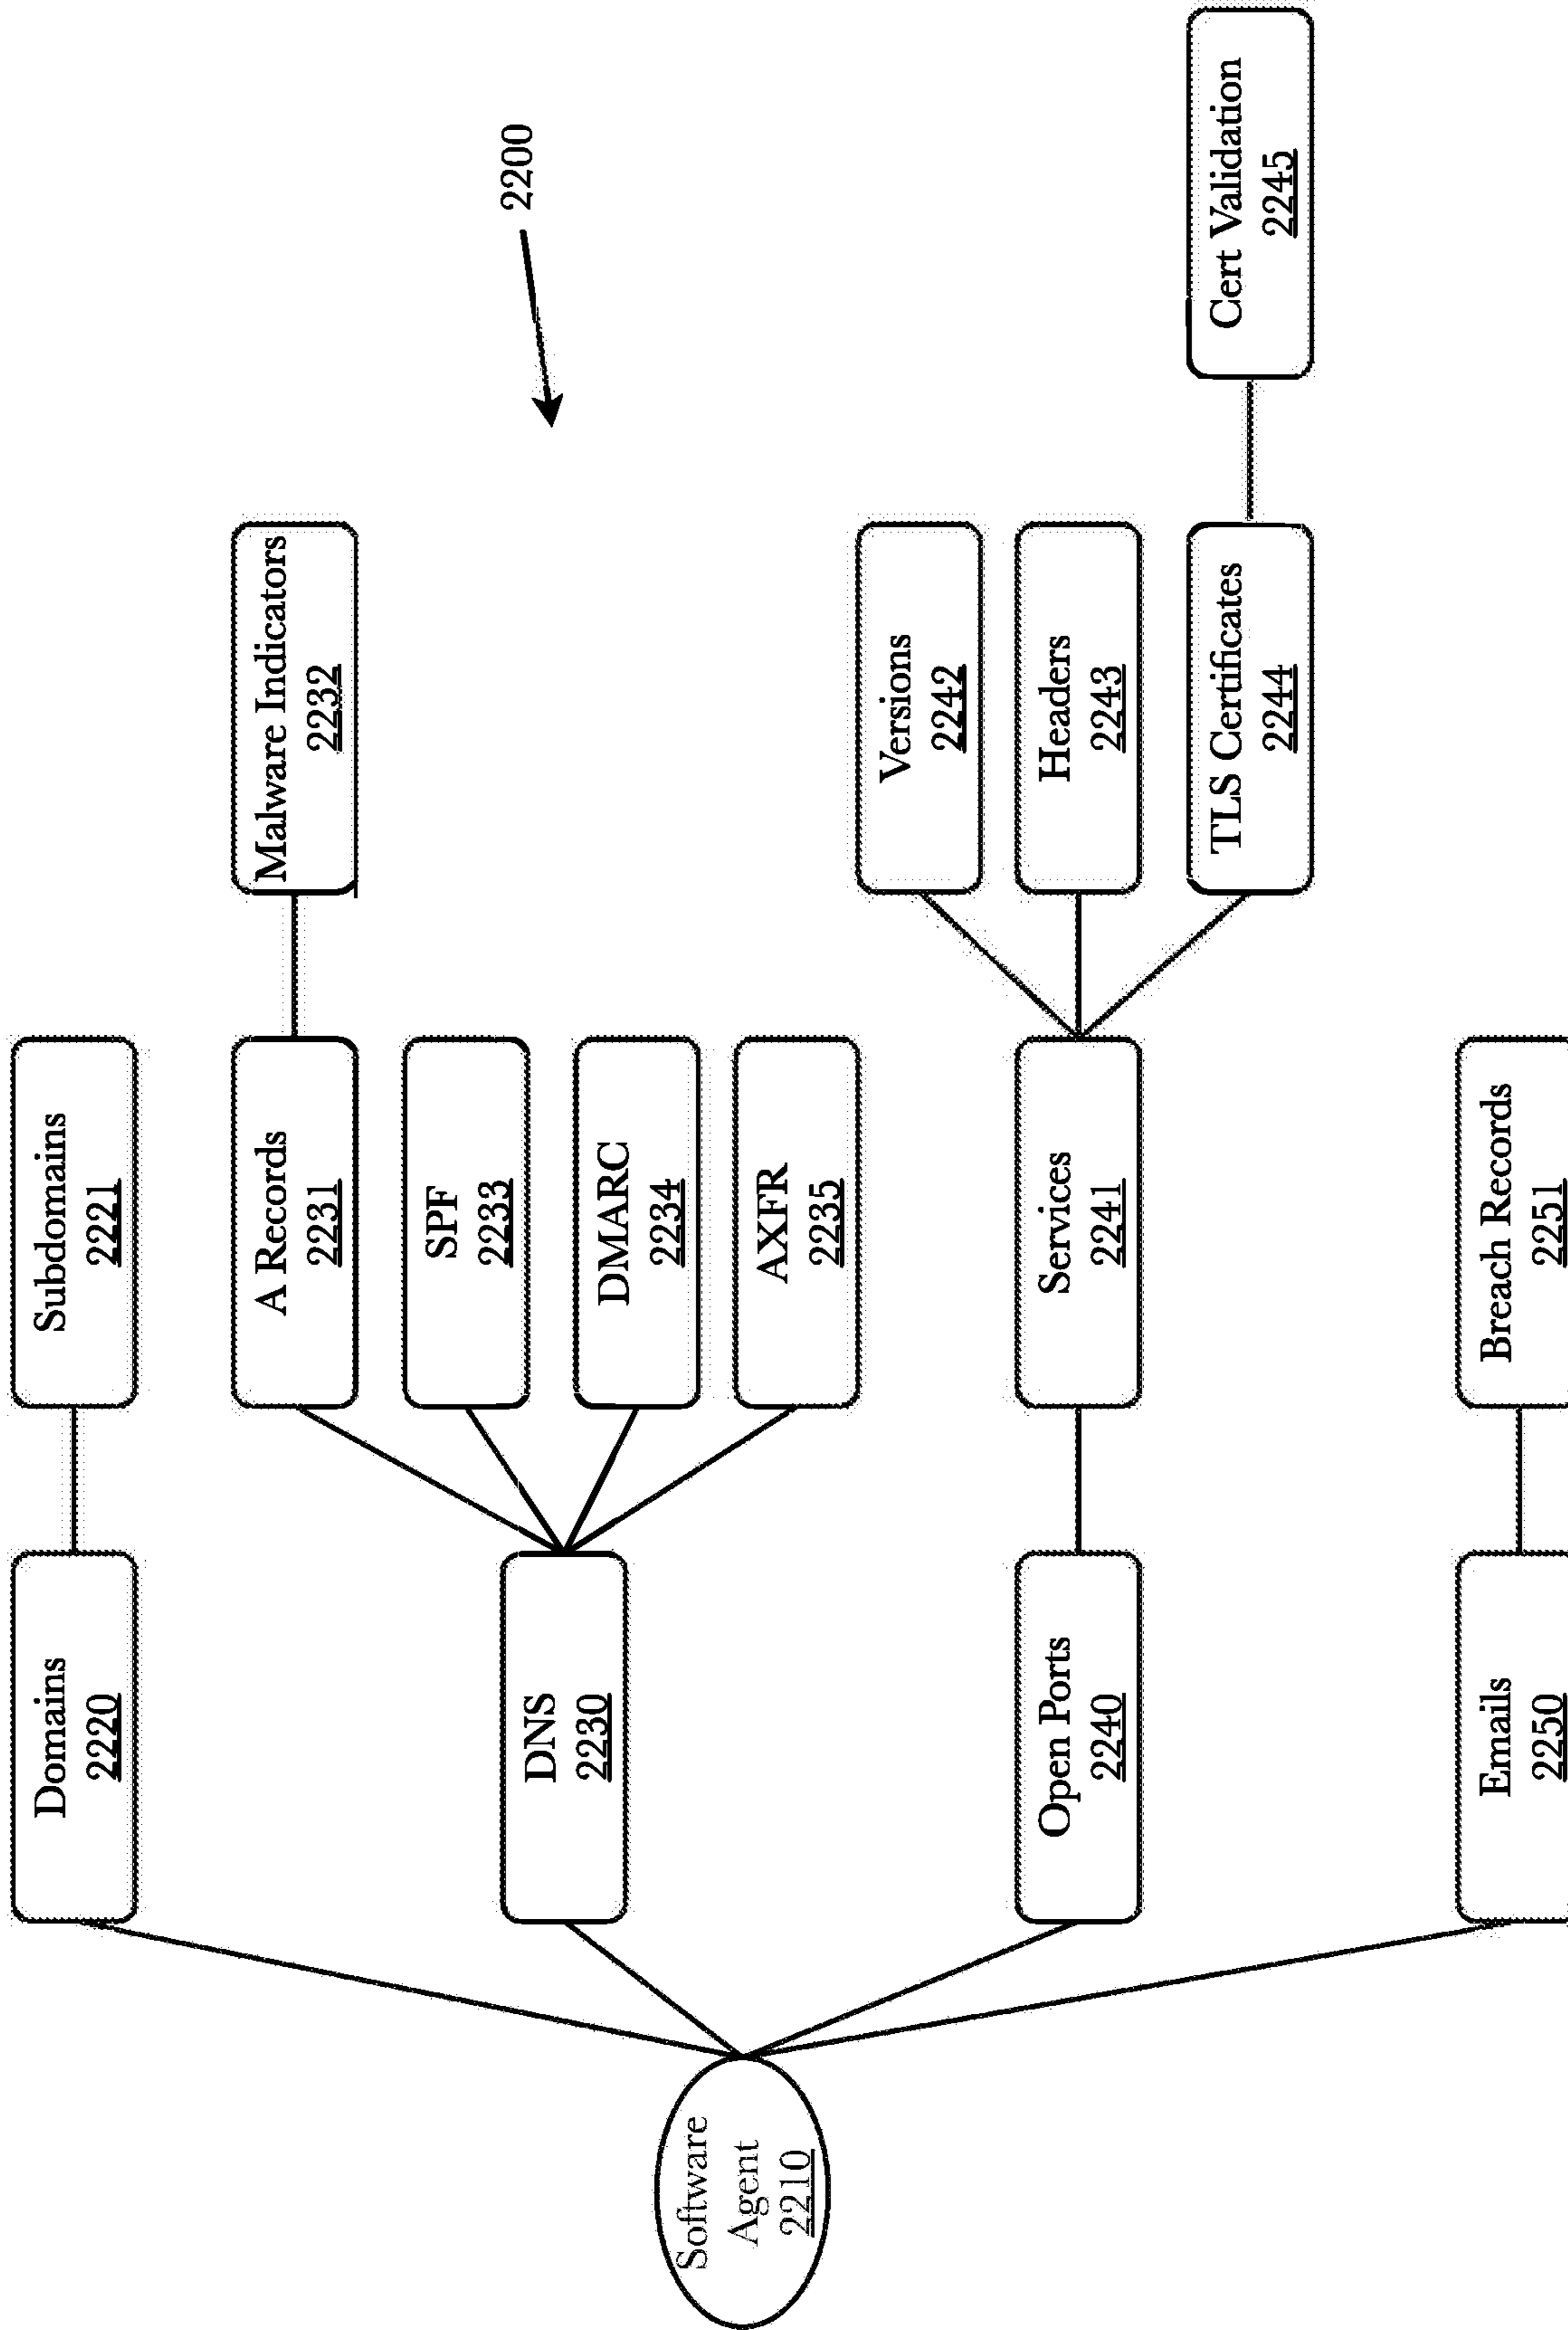 2200
Software
Agent
2210
Domains
2220
Subdomains
2221
DNS
2230
A Records
2231
Malware Indicators
2232
SPF
2233
DMARC
2234
AXFR
2235
Open Ports
2240
Services
2241
Versions
2242
Headers
2243
TLS Certificates
2244
Cert Validation
2245
Emails
2250
Breach Records
2251